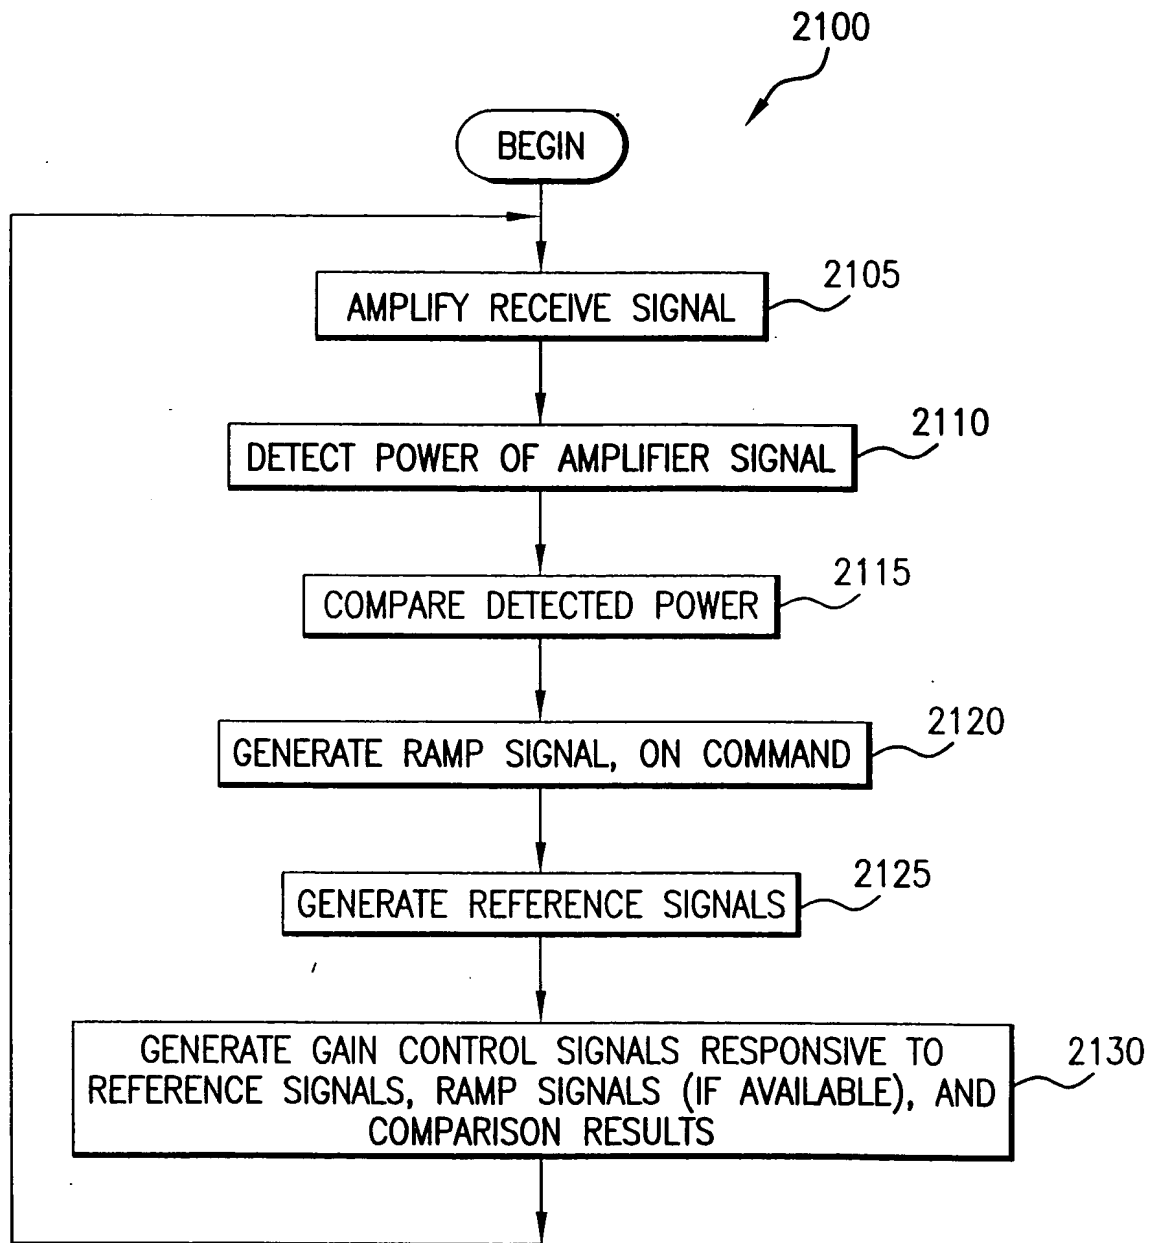 2100
BEGIN
2105
AMPLIFY RECEIVE SIGNAL
2110
DETECT POWER OF AMPLIFIER SIGNAL
2115
COMPARE DETECTED POWER
2120
GENERATE RAMP SIGNAL, ON COMMAND
2125
GENERATE REFERENCE SIGNALS
GENERATE GAIN CONTROL SIGNALS RESPONSIVE TO
2130
REFERENCE SIGNALS, RAMP SIGNALS (IF AVAILABLE), AND
COMPARISON RESULTS